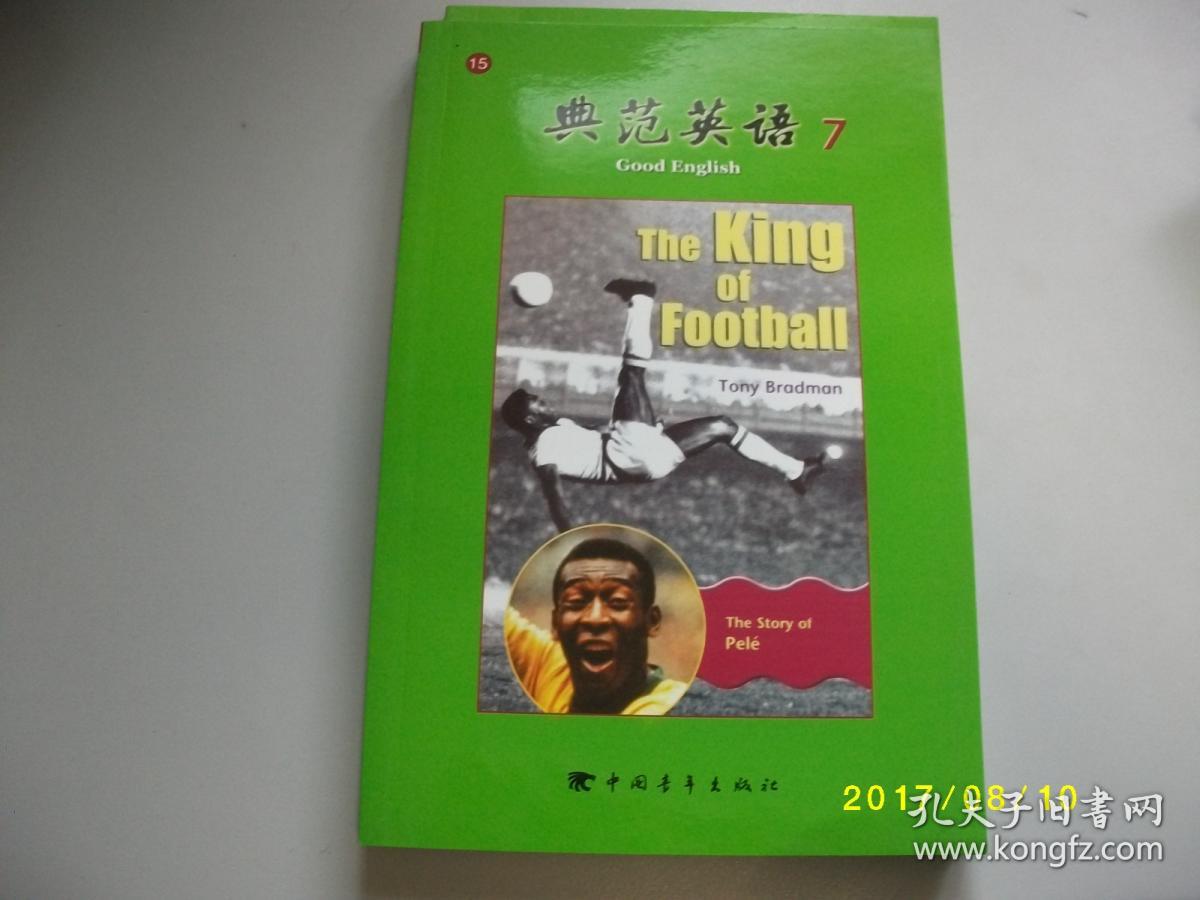 15
典范英语 7
Good English
The King
of
Football
Tony Bradman
The Story of
Pelé
中国青年出版社
2017/08/10
孔夫子旧书网
www.kongfz.com